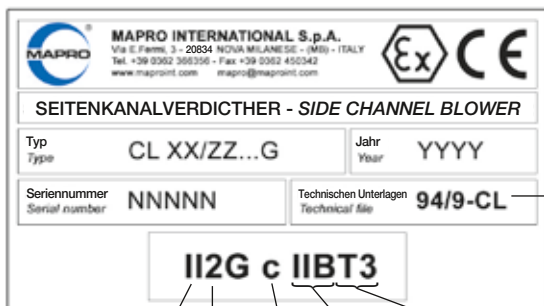 MAPRO
MAPRO INTERNATIONAL S.p.A.
Via E.Fermi, 3 - 20834 NOVA MILANESE - (MB) - ITALY
Tel. +39 0362 366356 - Fax +39 0362 450342
www.maproint.com mapro@maproint.com
Ex CE
SEITENKANALVERDICTHER - SIDE CHANNEL BLOWER
Typ
Type
CL XX/ZZ...G
Jahr
Year
YYYY
Seriennummer
Serial number
NNNNN
Technischen Unterlagen
Technical file
94/9-CL
II2G c IIBT3